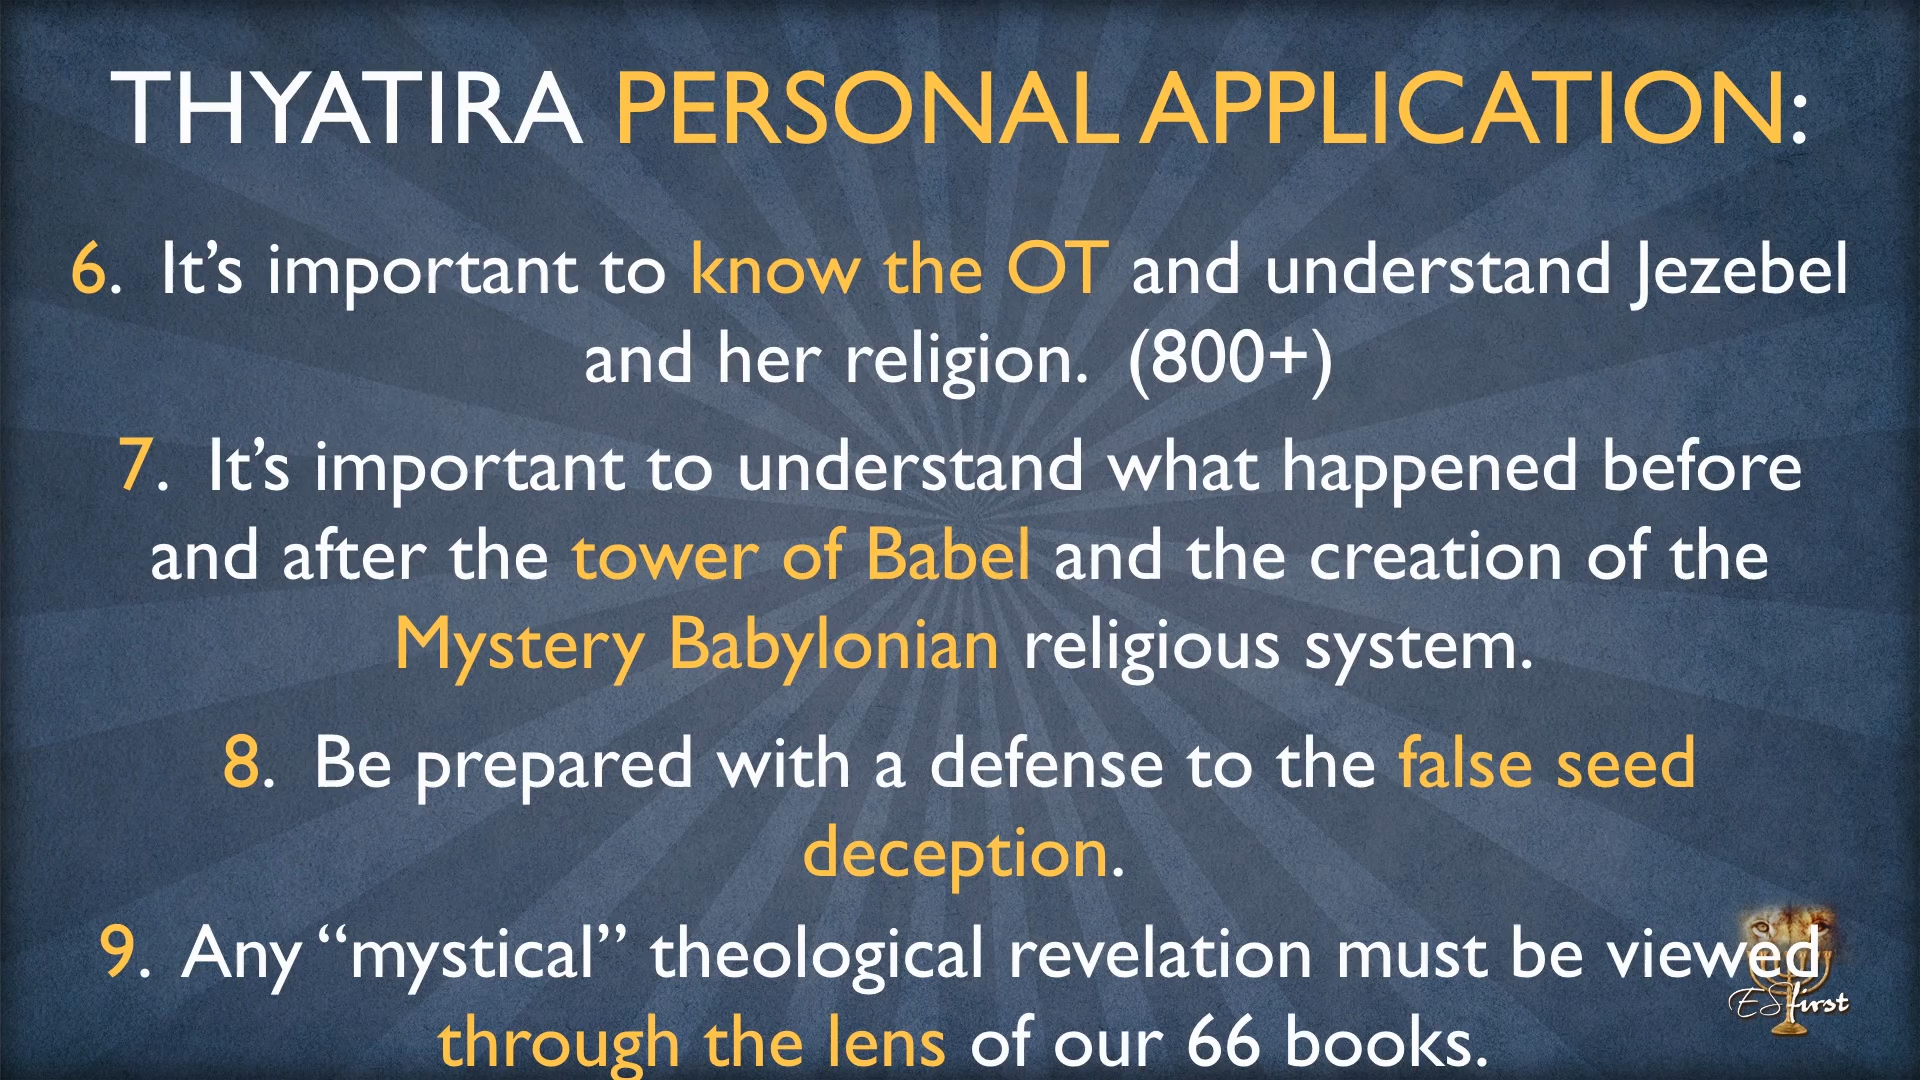 THYATIRA PERSONAL APPLICATION:
6. It’s important to know the OT and understand Jezebel
and her religion. (800+)
7. It’s important to understand what happened before
and after the tower of Babel and the creation of the
Mystery Babylonian religious system.
8. Be prepared with a defense to the false seed
deception.
9. Any “mystical” theological revelation must be viewed
through the lens of our 66 books.
ESfirst